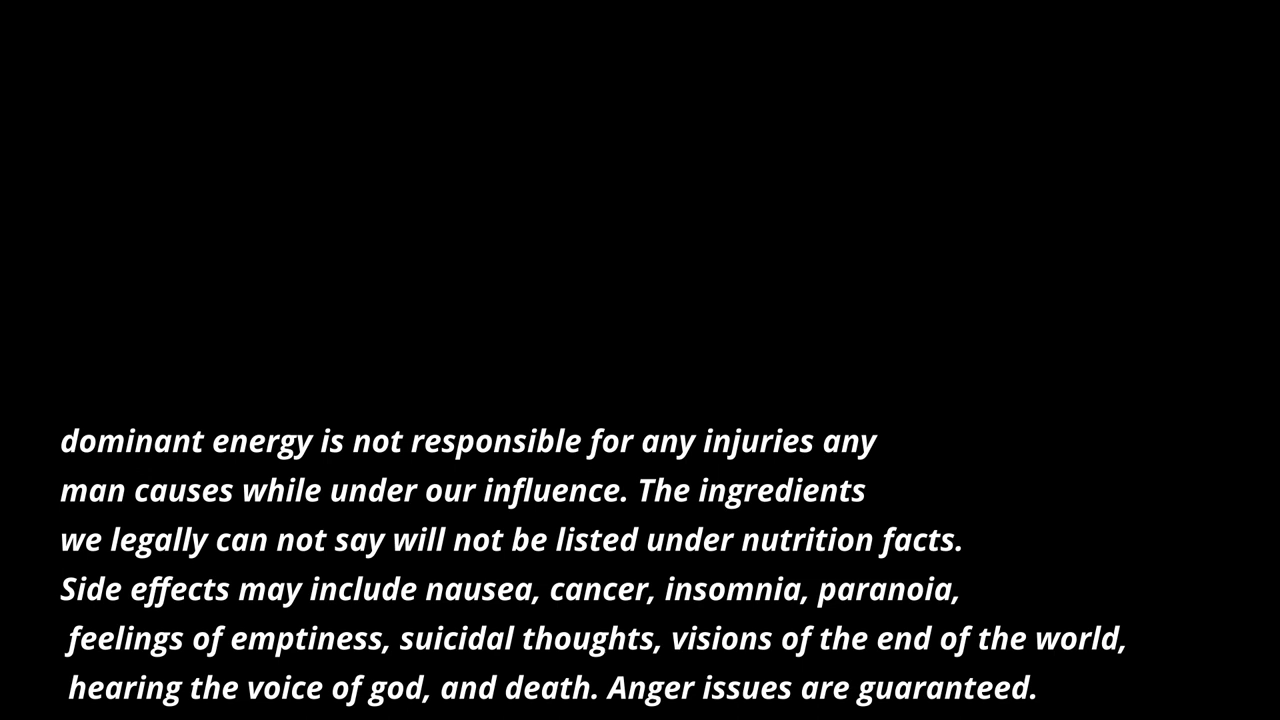 dominant energy is not responsible for any injuries any
man causes while under our influence. The ingredients
we legally can not say will not be listed under nutrition facts.
Side effects may include nausea, cancer, insomnia, paranoia,
feelings of emptiness, suicidal thoughts, visions of the end of the world,
hearing the voice of god, and death. Anger issues are guaranteed.